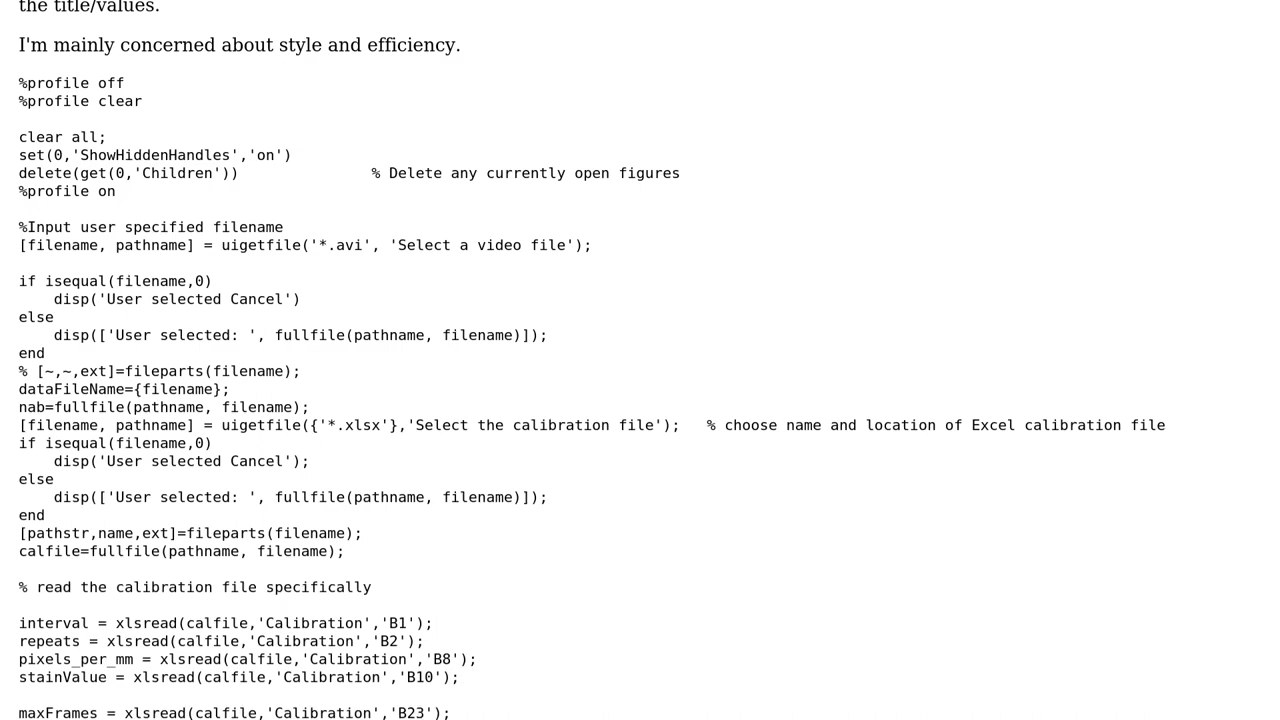 the title/values.
I'm mainly concerned about style and efficiency.
%profile off
%profile clear
clear all;
set(0,'ShowHiddenHandles','on')
delete(get(0,'Children'))               % Delete any currently open figures
%profile on
%Input user specified filename
[filename, pathname] = uigetfile('*.avi', 'Select a video file');
if isequal(filename,0)
    disp('User selected Cancel')
else
    disp(['User selected: ', fullfile(pathname, filename)]);
end
% [~,~,ext]=fileparts(filename);
dataFileName={filename};
nab=fullfile(pathname, filename);
[filename, pathname] = uigetfile({'*.xlsx'},'Select the calibration file');   % choose name and location of Excel calibration file
if isequal(filename,0)
    disp('User selected Cancel');
else
    disp(['User selected: ', fullfile(pathname, filename)]);
end
[pathstr,name,ext]=fileparts(filename);
calfile=fullfile(pathname, filename);
% read the calibration file specifically
interval = xlsread(calfile,'Calibration','B1');
repeats = xlsread(calfile,'Calibration','B2');
pixels_per_mm = xlsread(calfile,'Calibration','B8');
stainValue = xlsread(calfile,'Calibration','B10');
maxFrames = xlsread(calfile,'Calibration','B23');